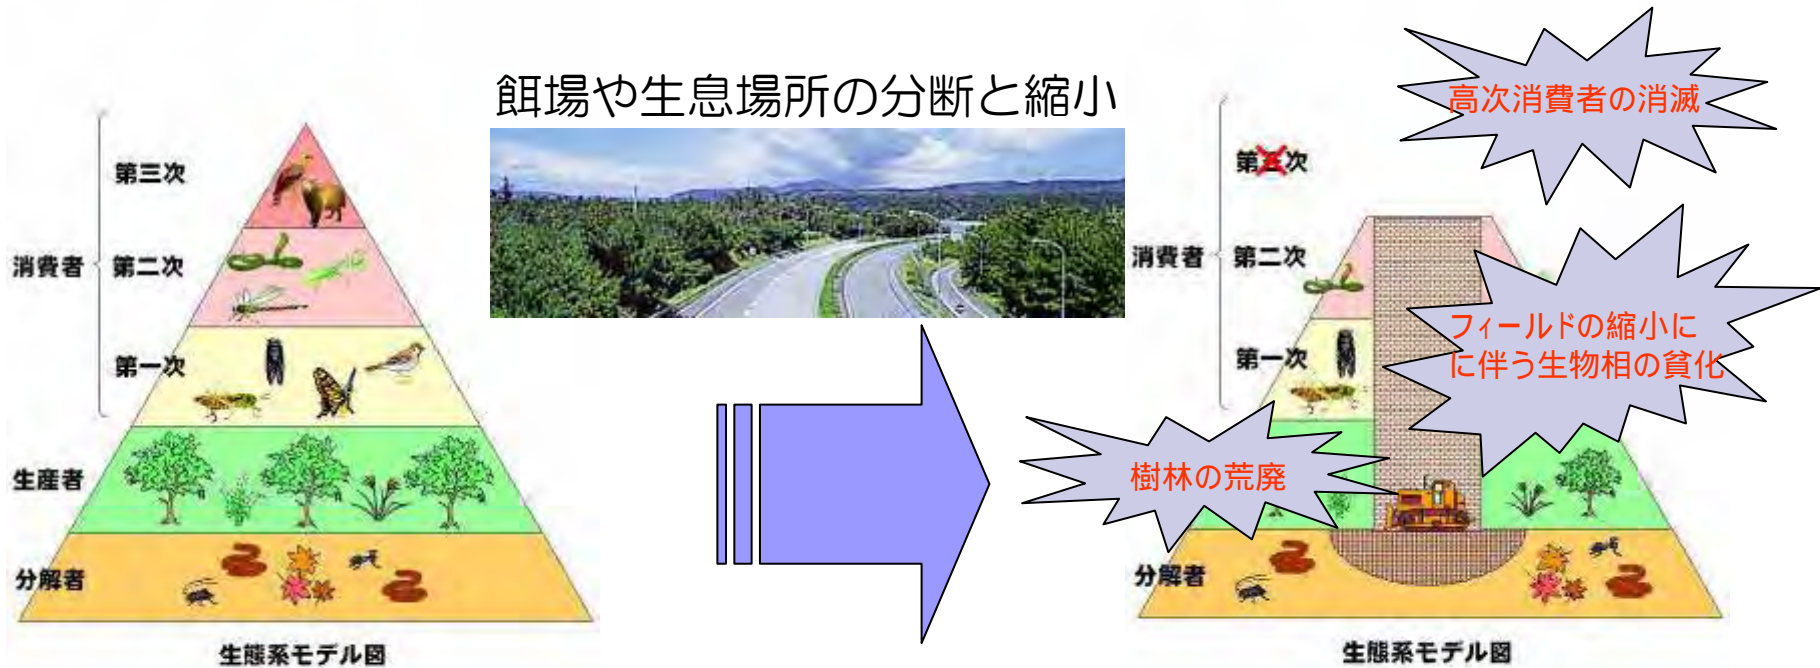 餌場や生息場所の分断と縮小
消費者
第三次
第二次
第一次
生産者
分解者
生態系モデル図
高次消費者の消滅
消費者
第三次
第二次
第一次
フィールドの縮小に
に伴う生物相の貧化
樹林の荒廃
分解者
生態系モデル図